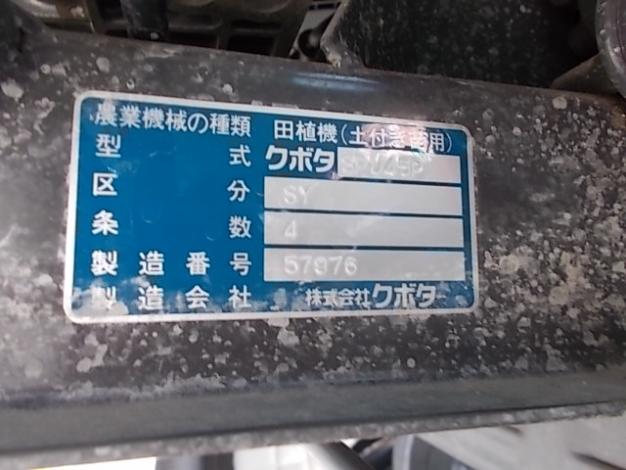 農業機械の種類 田植機(土付き苗用)
型式 クボタ
区分 SY
条数 4
製造番号 57976
製造会社 株式会社クボタ